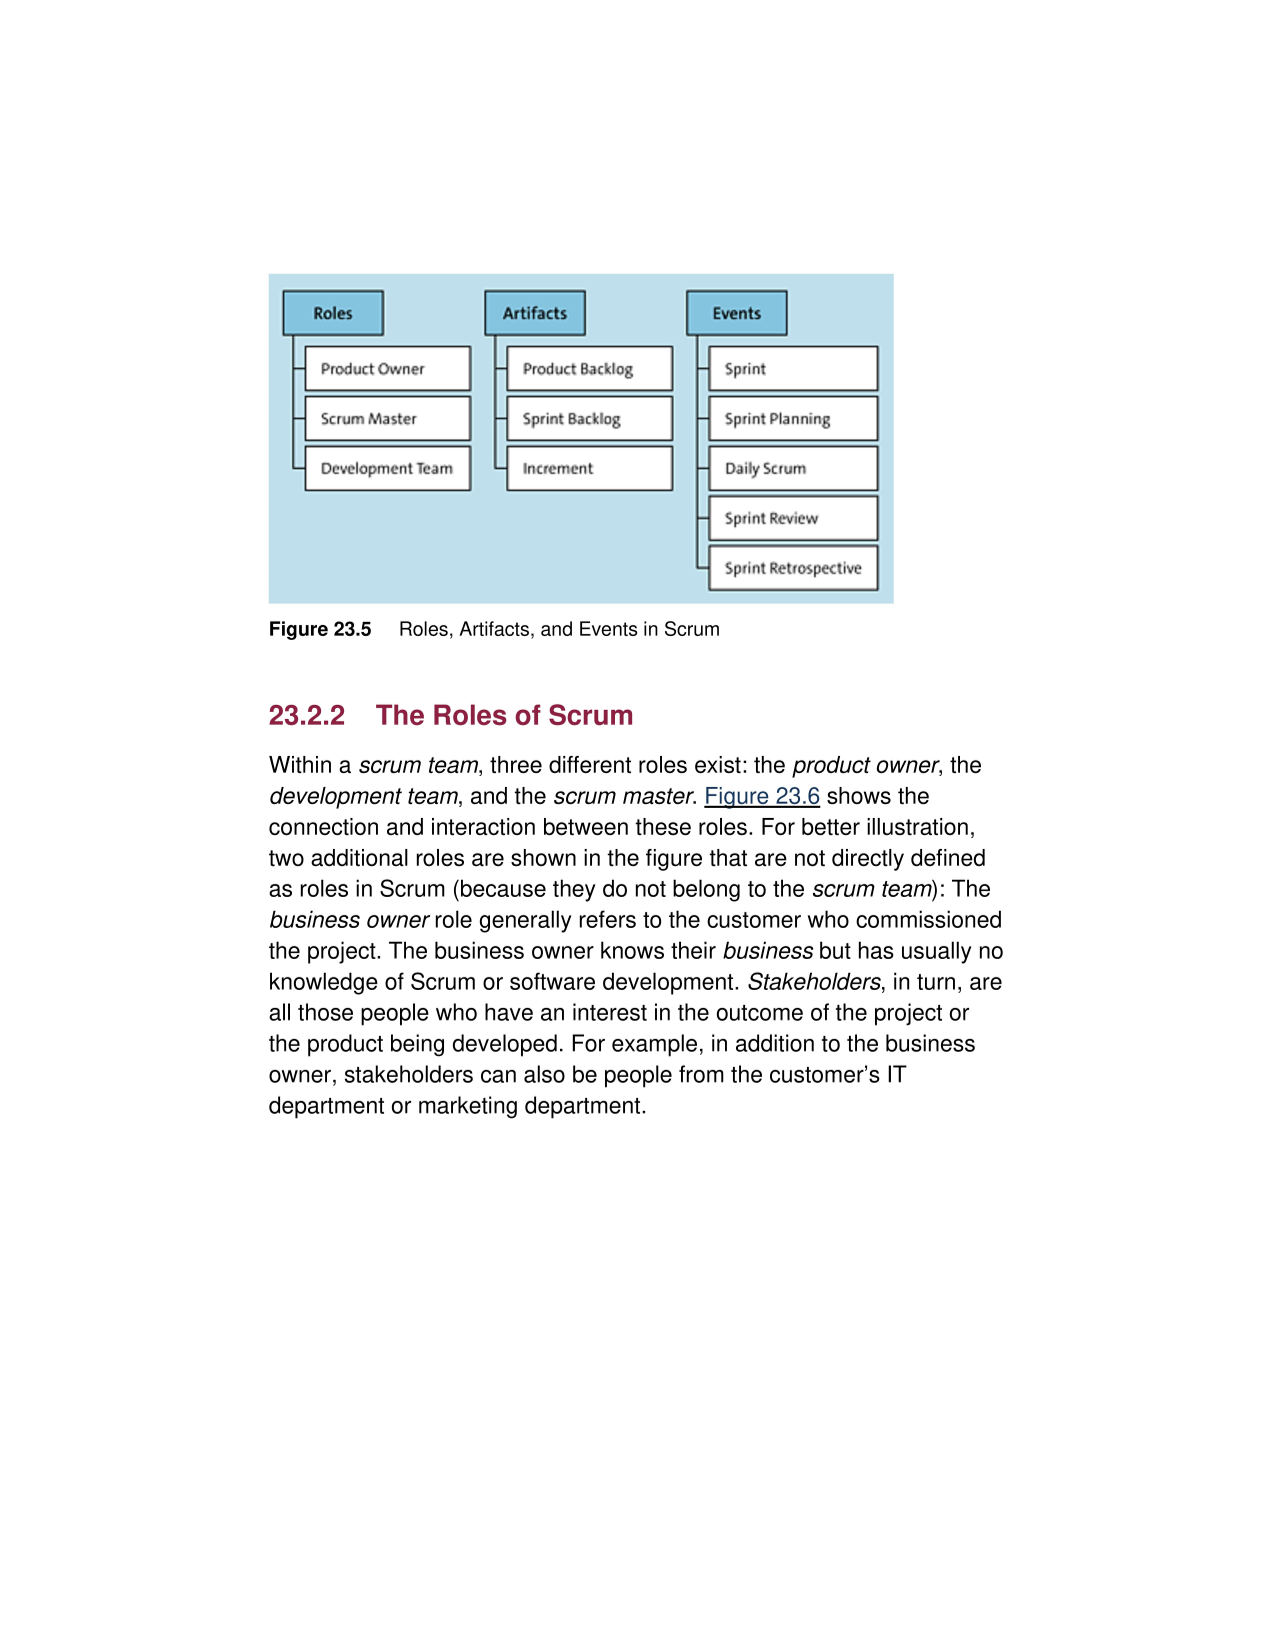 Roles
Product Owner
Scrum Master
Development Team
Artifacts
Product Backlog
Sprint Backlog
Increment
Events
Sprint
Sprint Planning
Daily Scrum
Sprint Review
Sprint Retrospective
Figure 23.5 Roles, Artifacts, and Events in Scrum
23.2.2 The Roles of Scrum
Within a scrum team, three different roles exist: the product owner, the
development team, and the scrum master. Figure 23.6 shows the
connection and interaction between these roles. For better illustration,
two additional roles are shown in the figure that are not directly defined
as roles in Scrum (because they do not belong to the scrum team): The
business owner role generally refers to the customer who commissioned
the project. The business owner knows their business but has usually no
knowledge of Scrum or software development. Stakeholders, in turn, are
all those people who have an interest in the outcome of the project or
the product being developed. For example, in addition to the business
owner, stakeholders can also be people from the customer’s IT
department or marketing department.